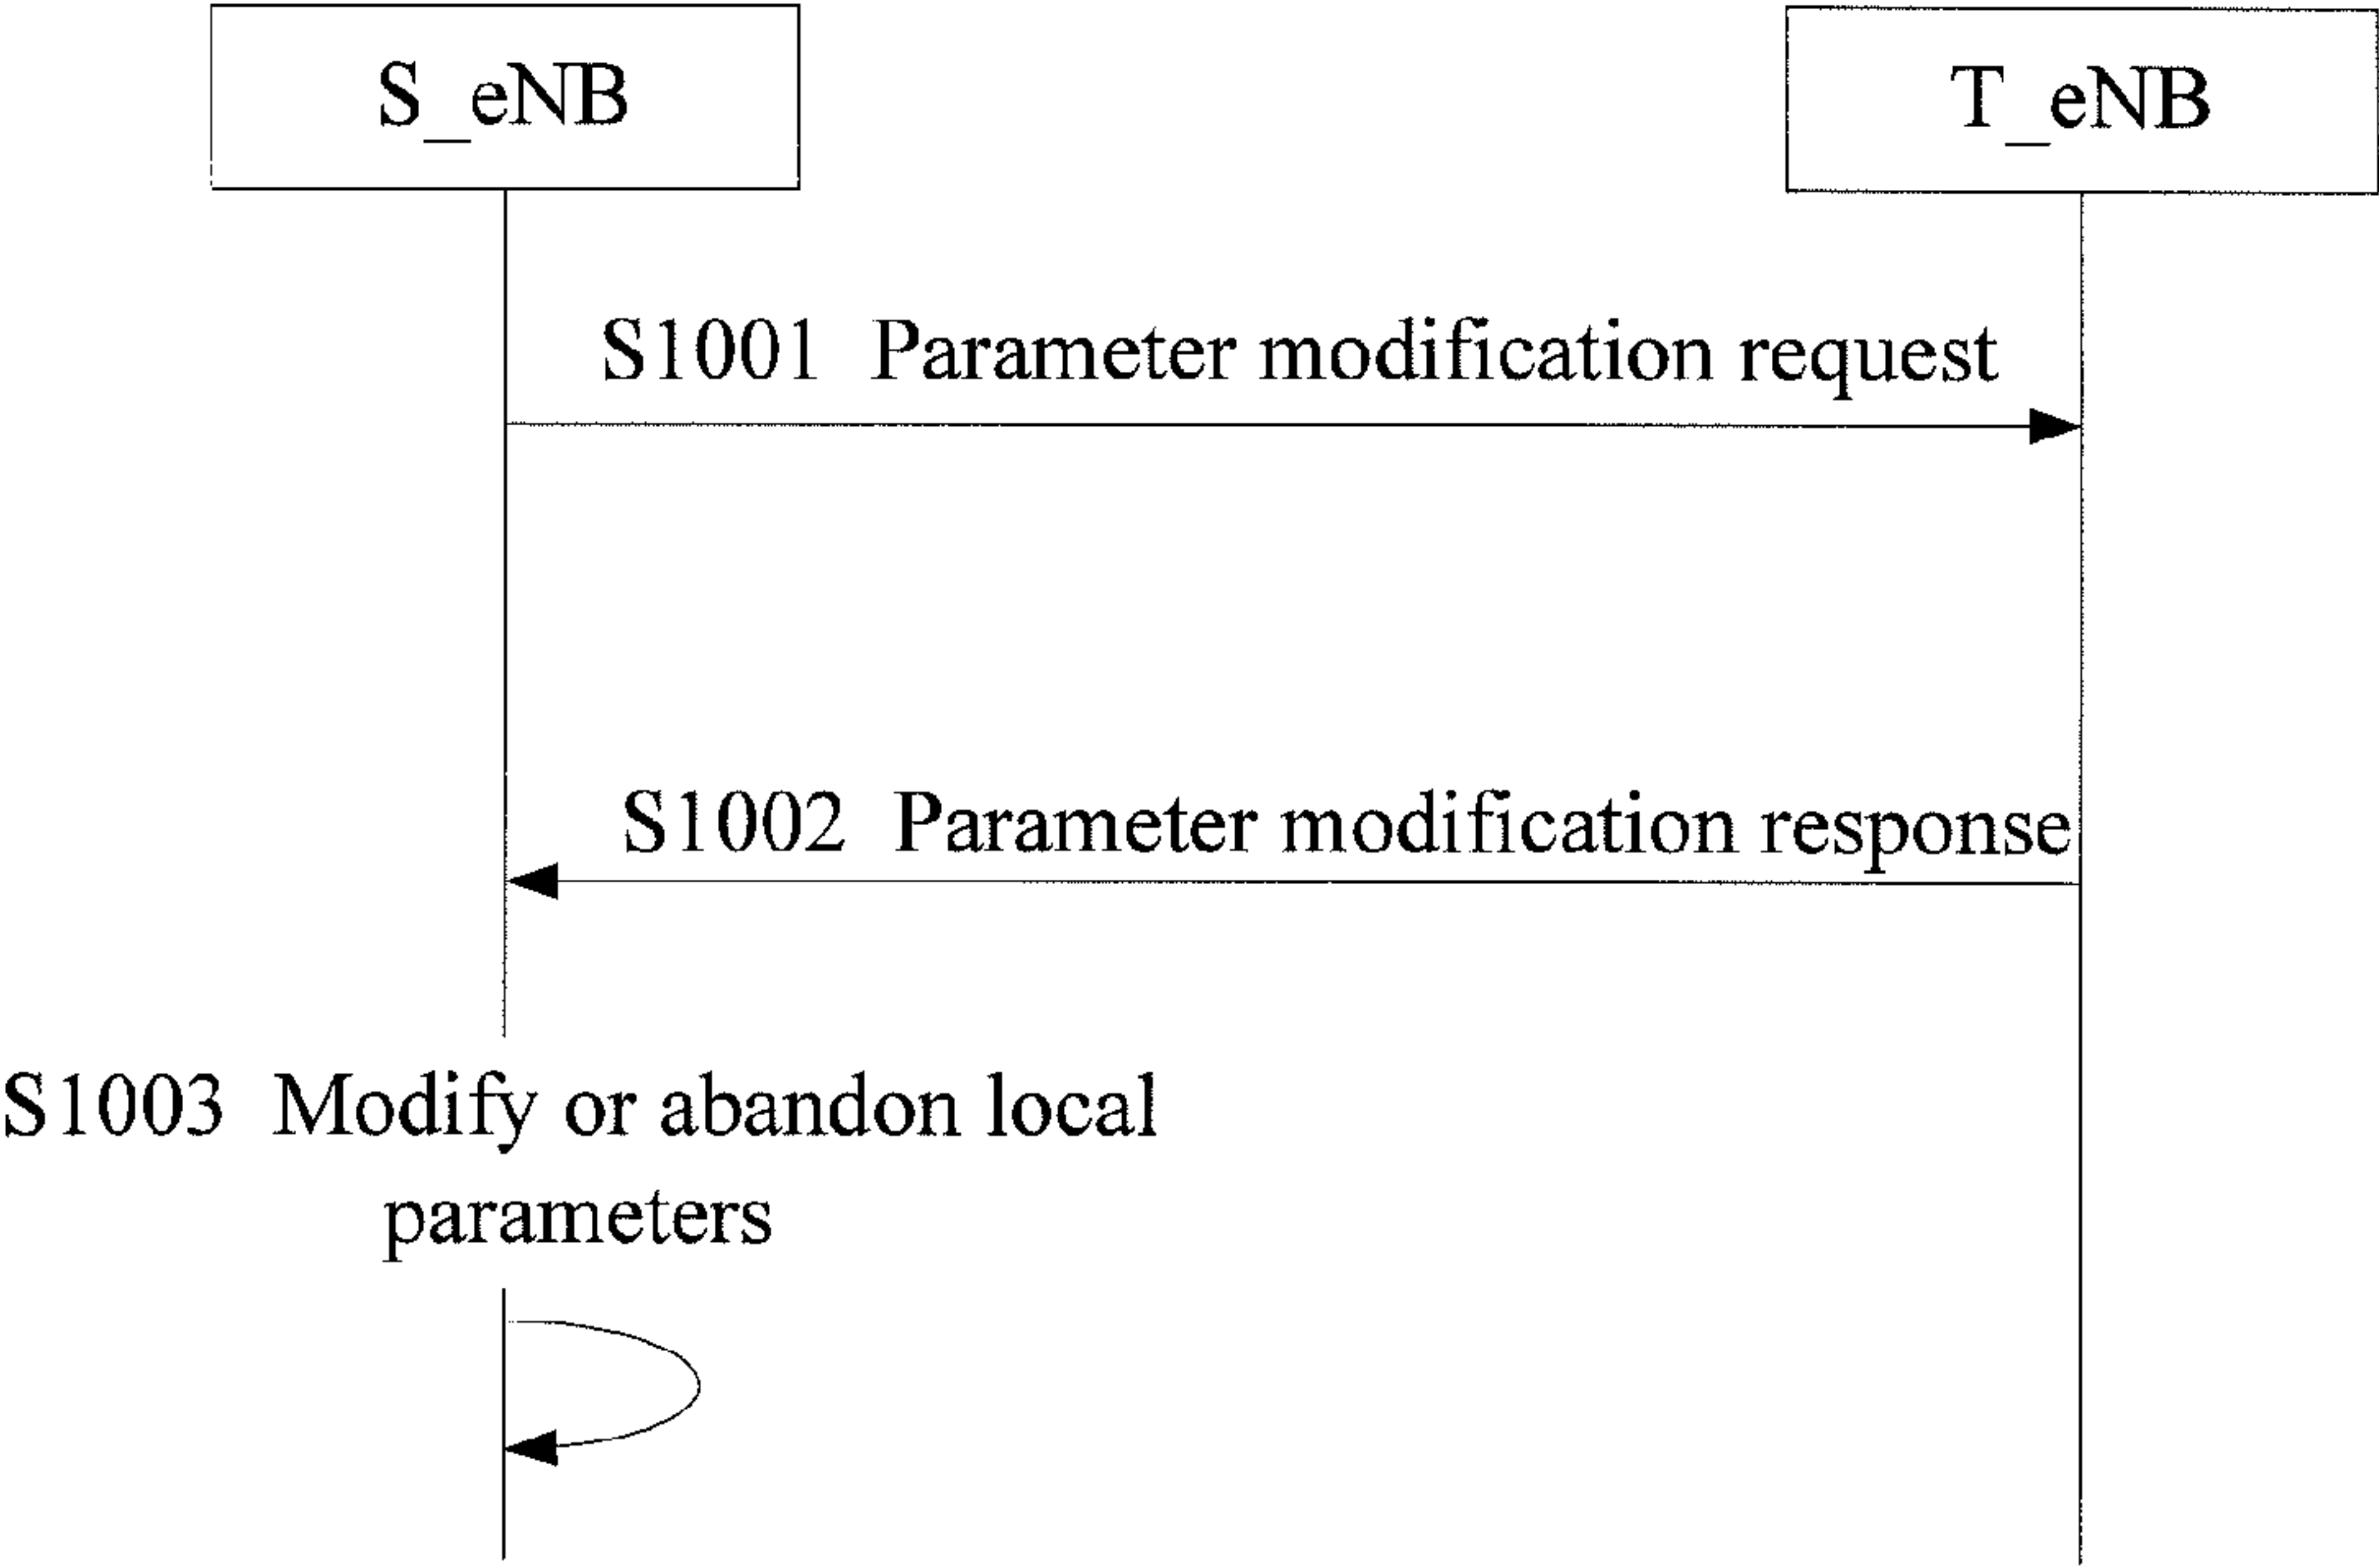 S_eNB
T_eNB
S1001 Parameter modification request
S1002 Parameter modification response
S1003 Modify or abandon local
parameters